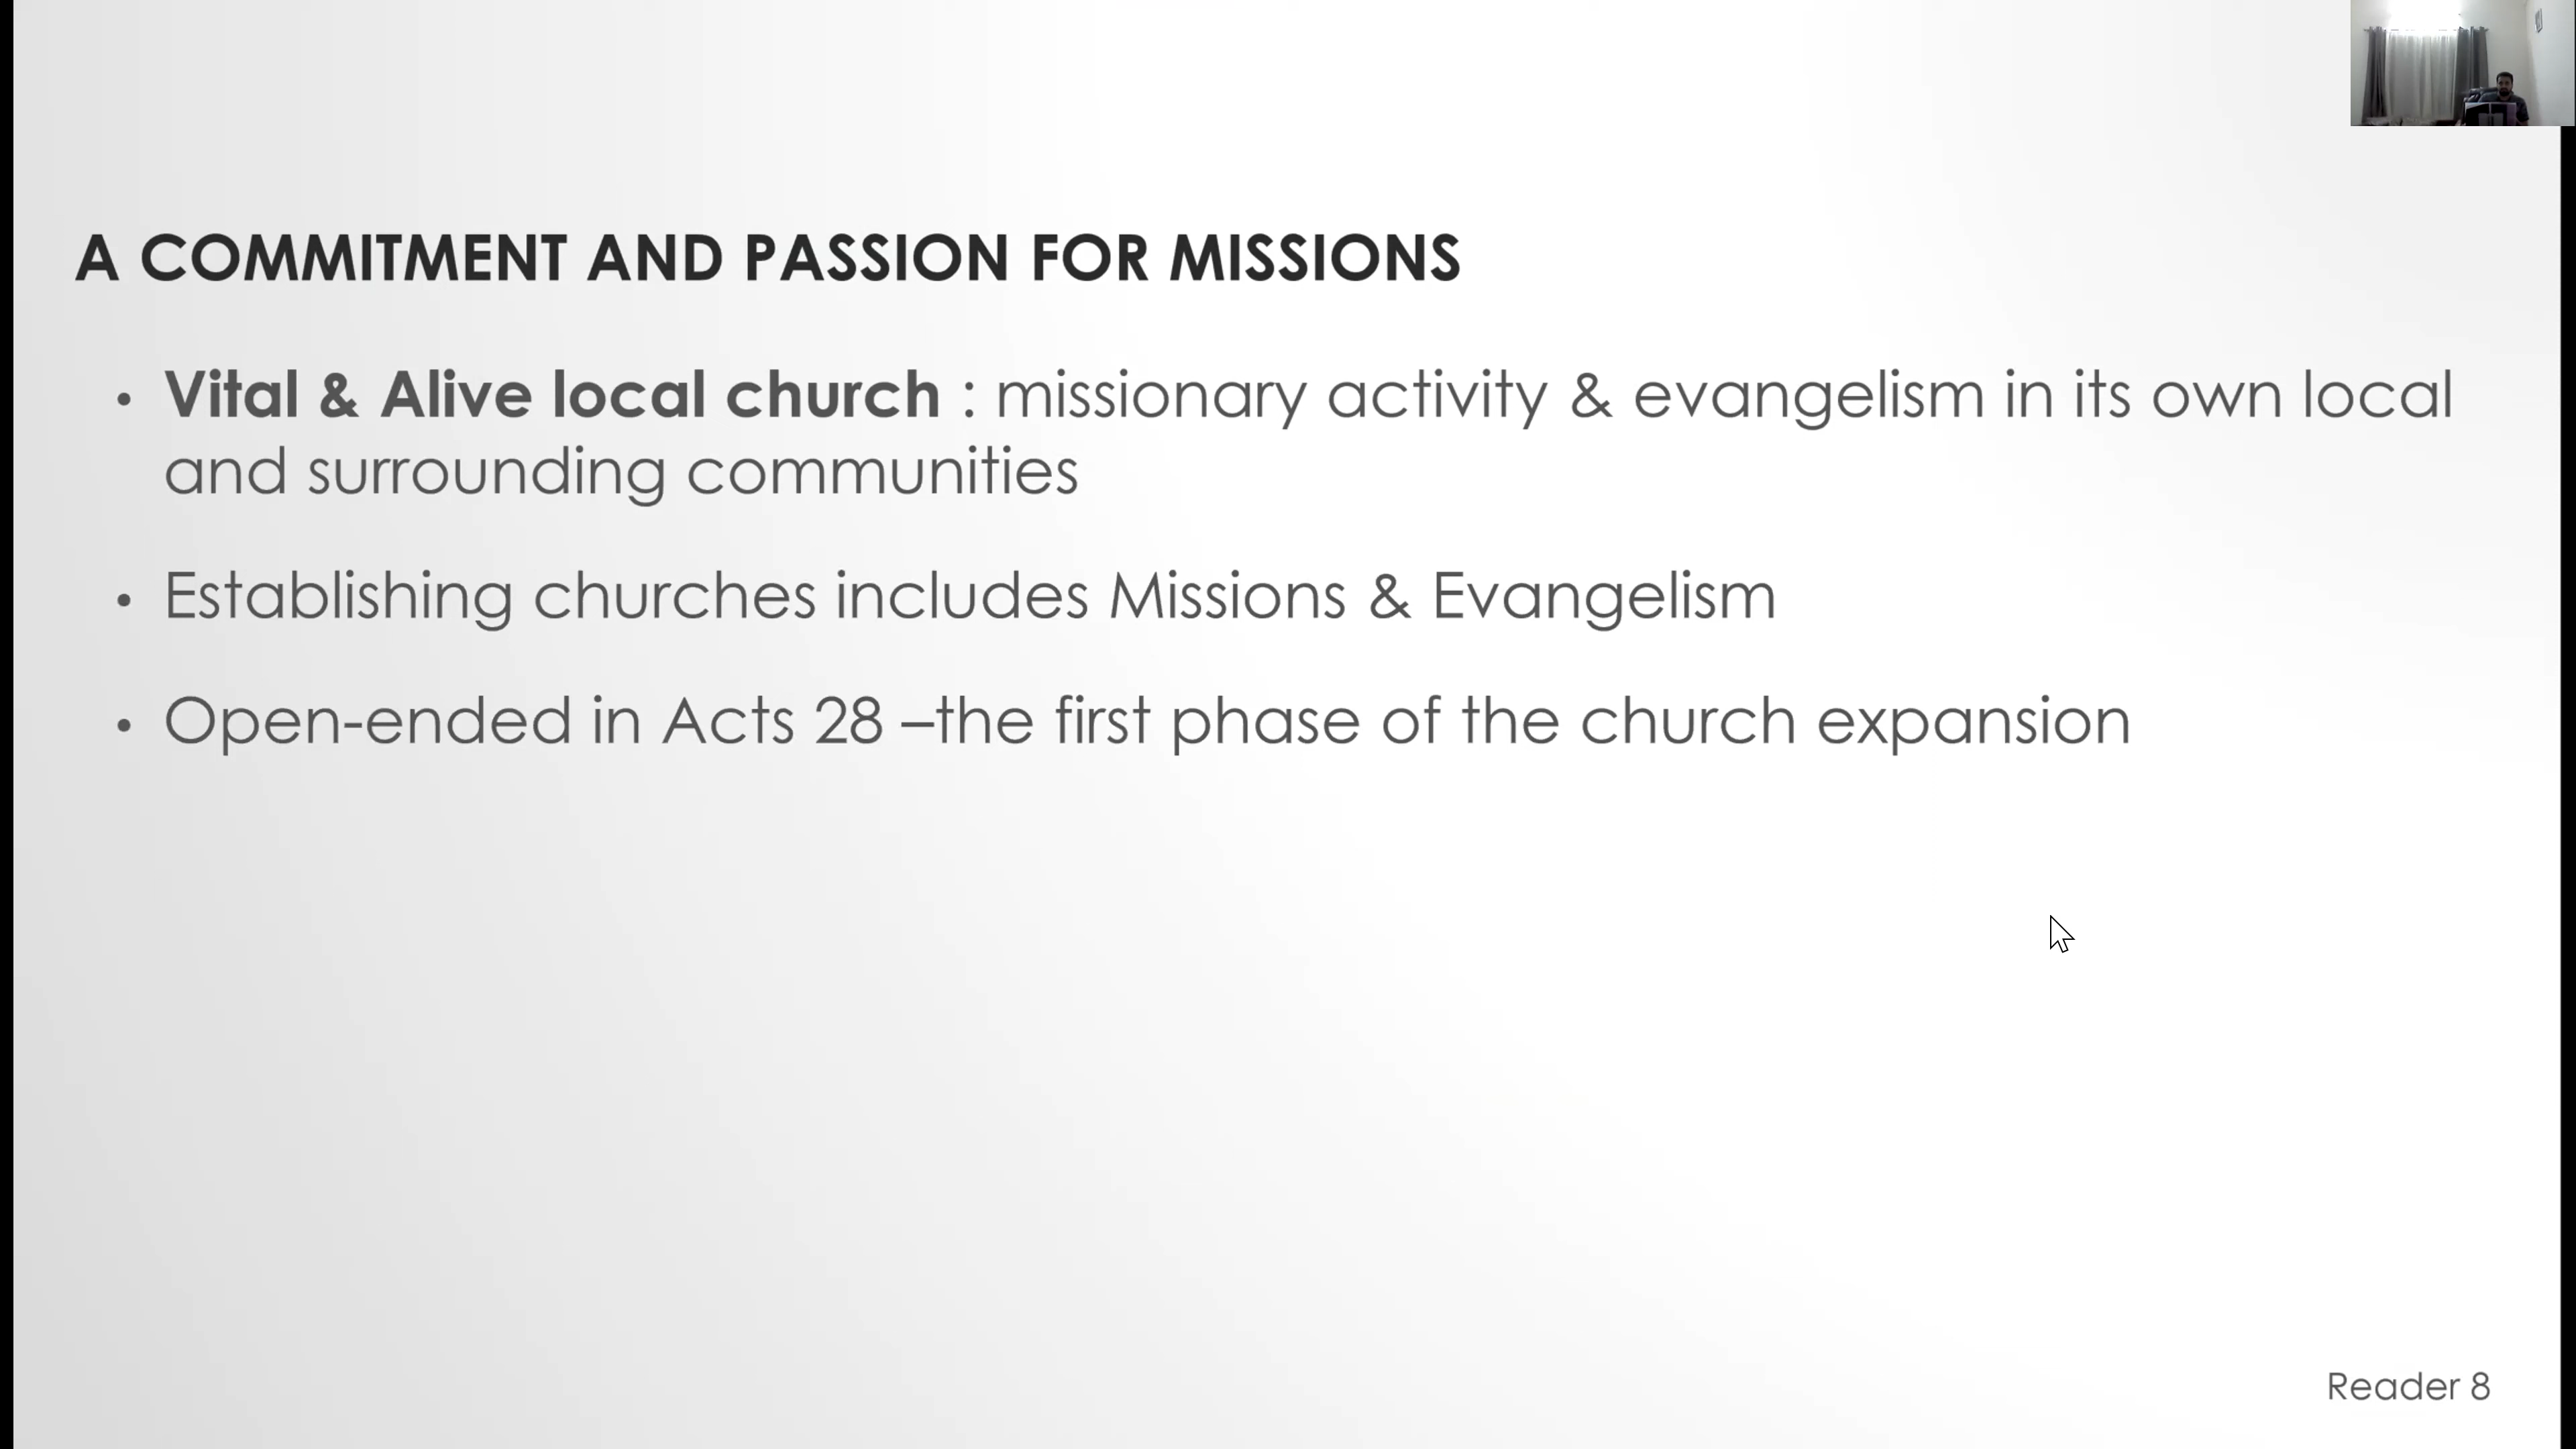 A COMMITMENT AND PASSION FOR MISSIONS
• Vital & Alive local church : missionary activity & evangelism in its own local
and surrounding communities
• Establishing churches includes Missions & Evangelism
• Open-ended in Acts 28 –the first phase of the church expansion
Reader 8